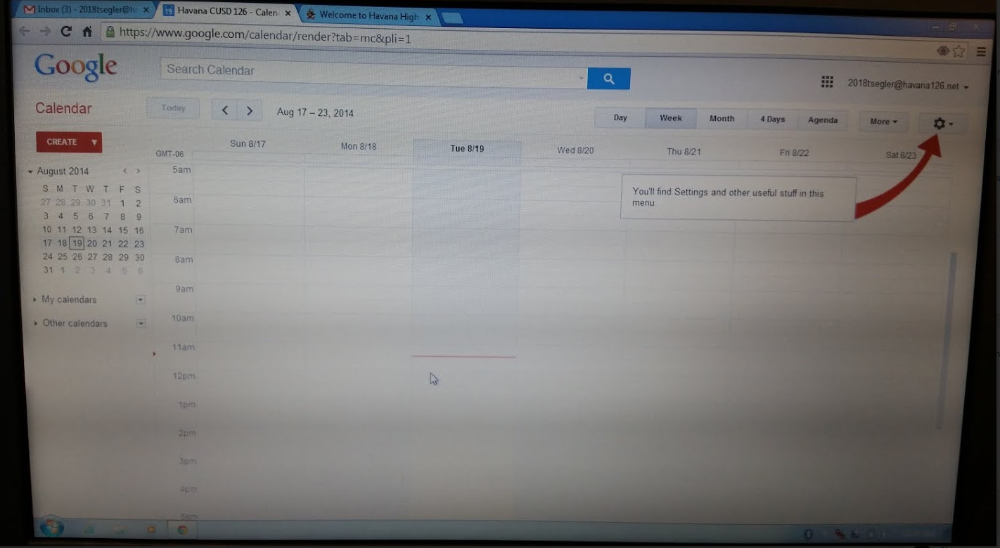 Inbox (3) - 2018tsegler@h
Havana CUSD 126 - Calen
Welcome to Havana High
https://www.google.com/calendar/render?tab=mc&pli=1
Google
Search Calendar
2018tsegler@havana126.net
Calendar
Today
Aug 17 – 23, 2014
Day Week Month 4 Days Agenda More
CREATE
GMT-06 Sun 8/17 Mon 8/18 Tue 8/19 Wed 8/20 Thu 8/21 Fri 8/22 Sat 8/23
August 2014
S M T W T F S
27 28 29 30 31 1 2
3 4 5 6 7 8 9
10 11 12 13 14 15 16
17 18 19 20 21 22 23
24 25 26 27 28 29 30
31 1 2 3 4 5 6
My calendars
Other calendars
5am
6am
7am
8am
9am
10am
11am
12pm
1pm
2pm
3pm
4pm
5pm
You'll find Settings and other useful stuff in this
menu.